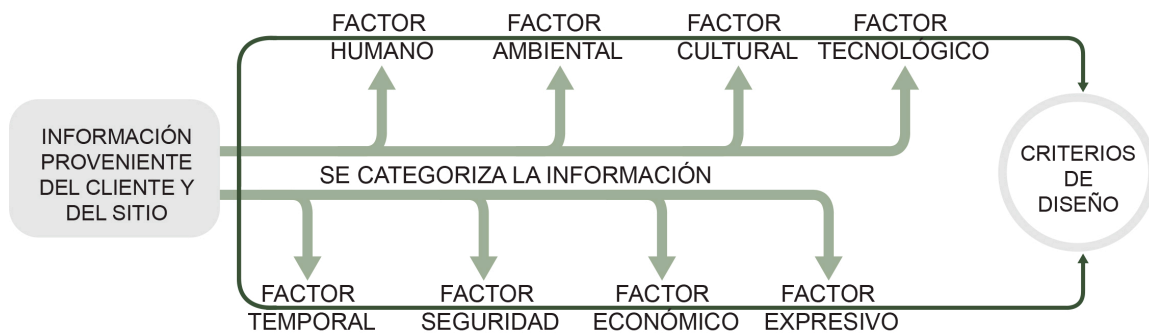 FACTOR
HUMANO
FACTOR
AMBIENTAL
FACTOR
CULTURAL
FACTOR
TECNOLÓGICO
INFORMACIÓN
PROVENIENTE
DEL CLIENTE Y
DEL SITIO
SE CATEGORIZA LA INFORMACIÓN
CRITERIOS
DE
DISEÑO
FACTOR
TEMPORAL
FACTOR
SEGURIDAD
FACTOR
ECONÓMICO
FACTOR
EXPRESIVO